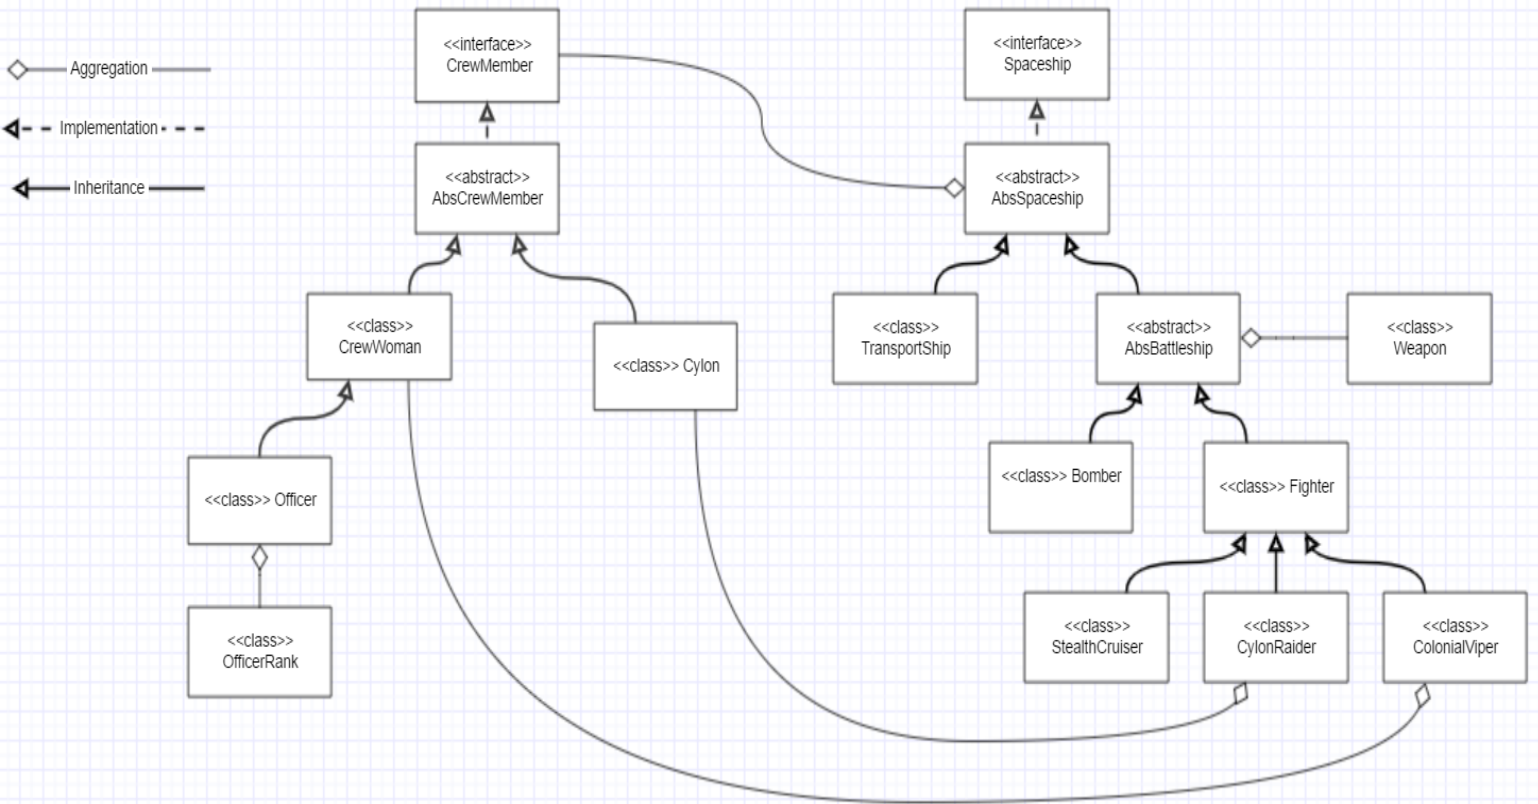 Aggregation
Implementation
Inheritance
<<interface>>
CrewMember
<<interface>>
Spaceship
<<abstract>>
AbsCrewMember
<<abstract>>
AbsSpaceship
<<class>>
CrewWoman
<<class>> Cylon
<<class>>
TransportShip
<<abstract>>
AbsBattleship
<<class>>
Weapon
<<class>> Officer
<<class>> Bomber
<<class>> Fighter
<<class>>
OfficerRank
<<class>>
StealthCruiser
<<class>>
CylonRaider
<<class>>
ColonialViper